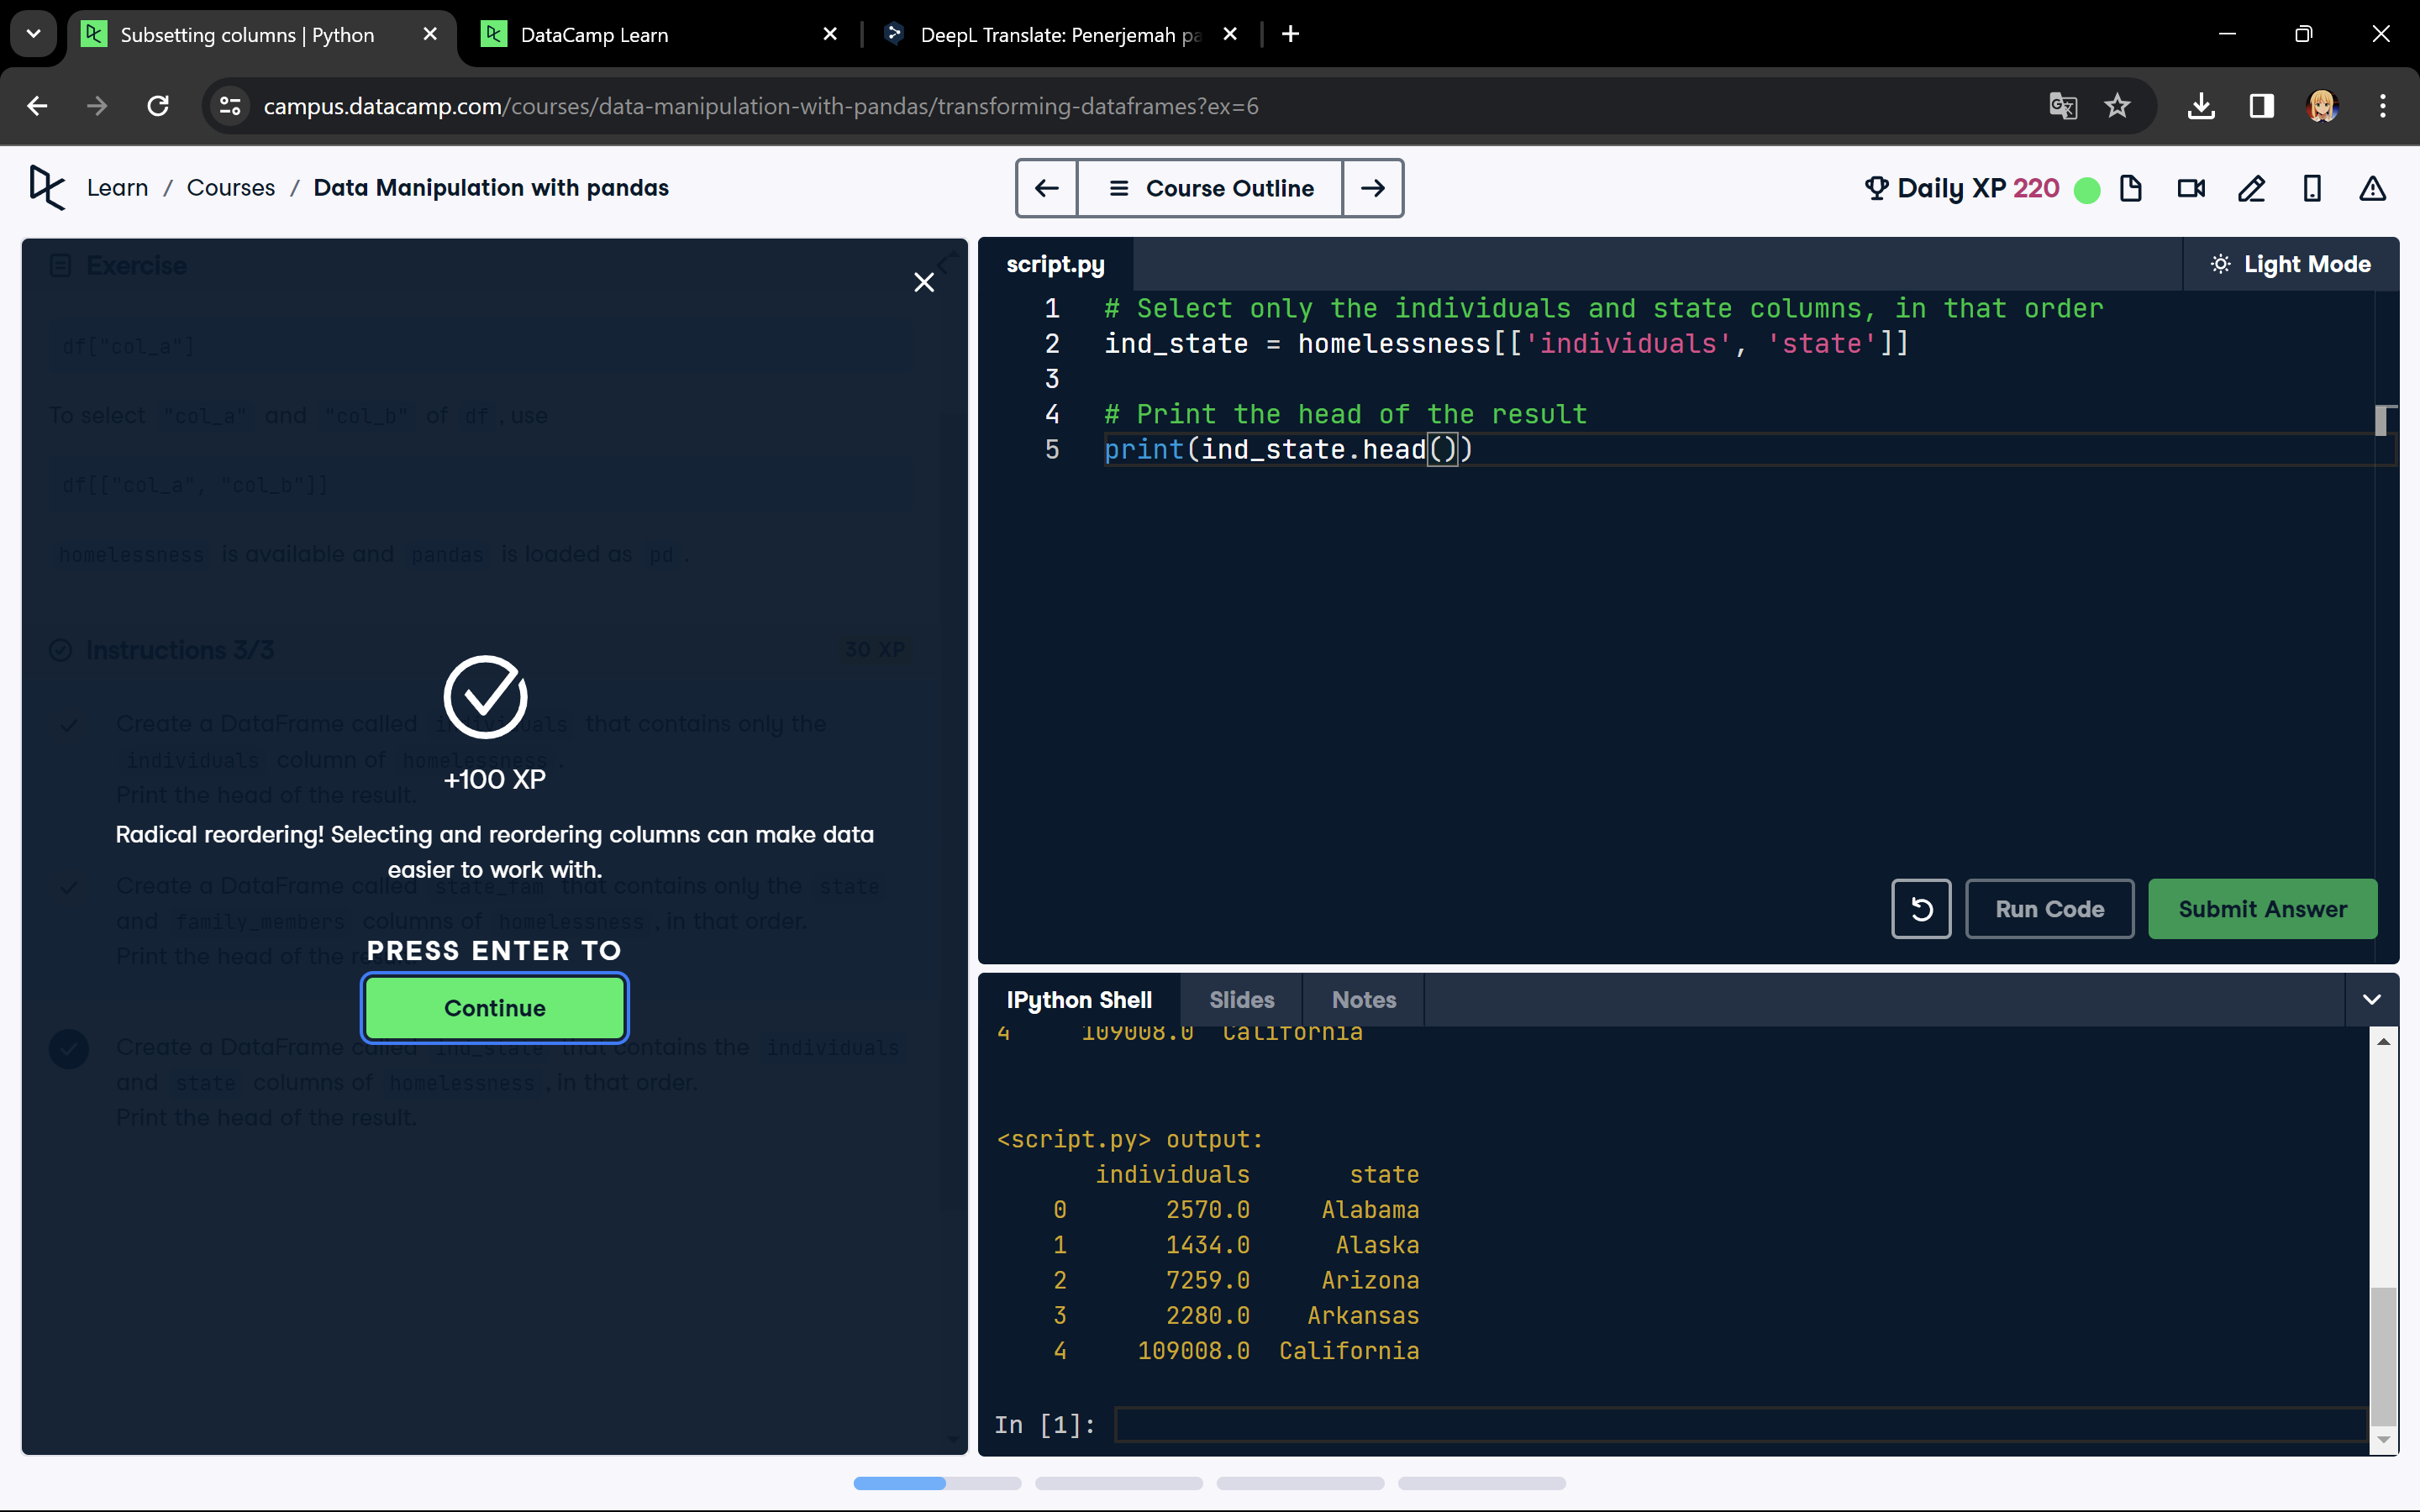 Subsetting columns | Python
DataCamp Learn
DeepL Translate: Penerjemah pa
campus.datacamp.com/courses/data-manipulation-with-pandas/transforming-dataframes?ex=6
Learn / Courses / Data Manipulation with pandas
Course Outline
Daily XP 220
Exercise
df["col_a"]
To select "col_a" and "col_b" of df, use
df[["col_a", "col_b"]]
homelessness is available and pandas is loaded as pd.
Instructions 3/3
30 XP
Create a DataFrame called individuals that contains only the
individuals column of homelessness.
Print the head of the result.
+100 XP
Radical reordering! Selecting and reordering columns can make data
easier to work with.
Create a DataFrame called state_fam that contains only the state
and family_members columns of homelessness, in that order.
Print the head of the result.
PRESS ENTER TO
Continue
Create a DataFrame called ind_state that contains the individuals
and state columns of homelessness, in that order.
Print the head of the result.
script.py
Light Mode
1 # Select only the individuals and state columns, in that order
2 ind_state = homelessness[['individuals', 'state']]
3
4 # Print the head of the result
5 print(ind_state.head())
Run Code
Submit Answer
IPython Shell
Slides
Notes
4 109008.0 California
<script.py> output:
individuals state
0 2570.0 Alabama
1 1434.0 Alaska
2 7259.0 Arizona
3 2280.0 Arkansas
4 109008.0 California
In [1]: